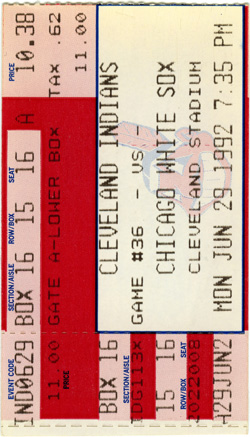 EVENT CODE SECTION/AISLE ROW/BOX SEAT PRICE
IND0629 BOX 16 15 16 A 10.38
11.00 GATE A-LOWER BOX TAX .62
SECTION/AISLE 11.00
BOX 16 CLEVELAND INDIANS
GAME #36 - VS -
ROW/BOX SEAT
15 16 CHICAGO WHITE SOX
CLEVELAND STADIUM
MON JUN 29, 1992 7:35 PM